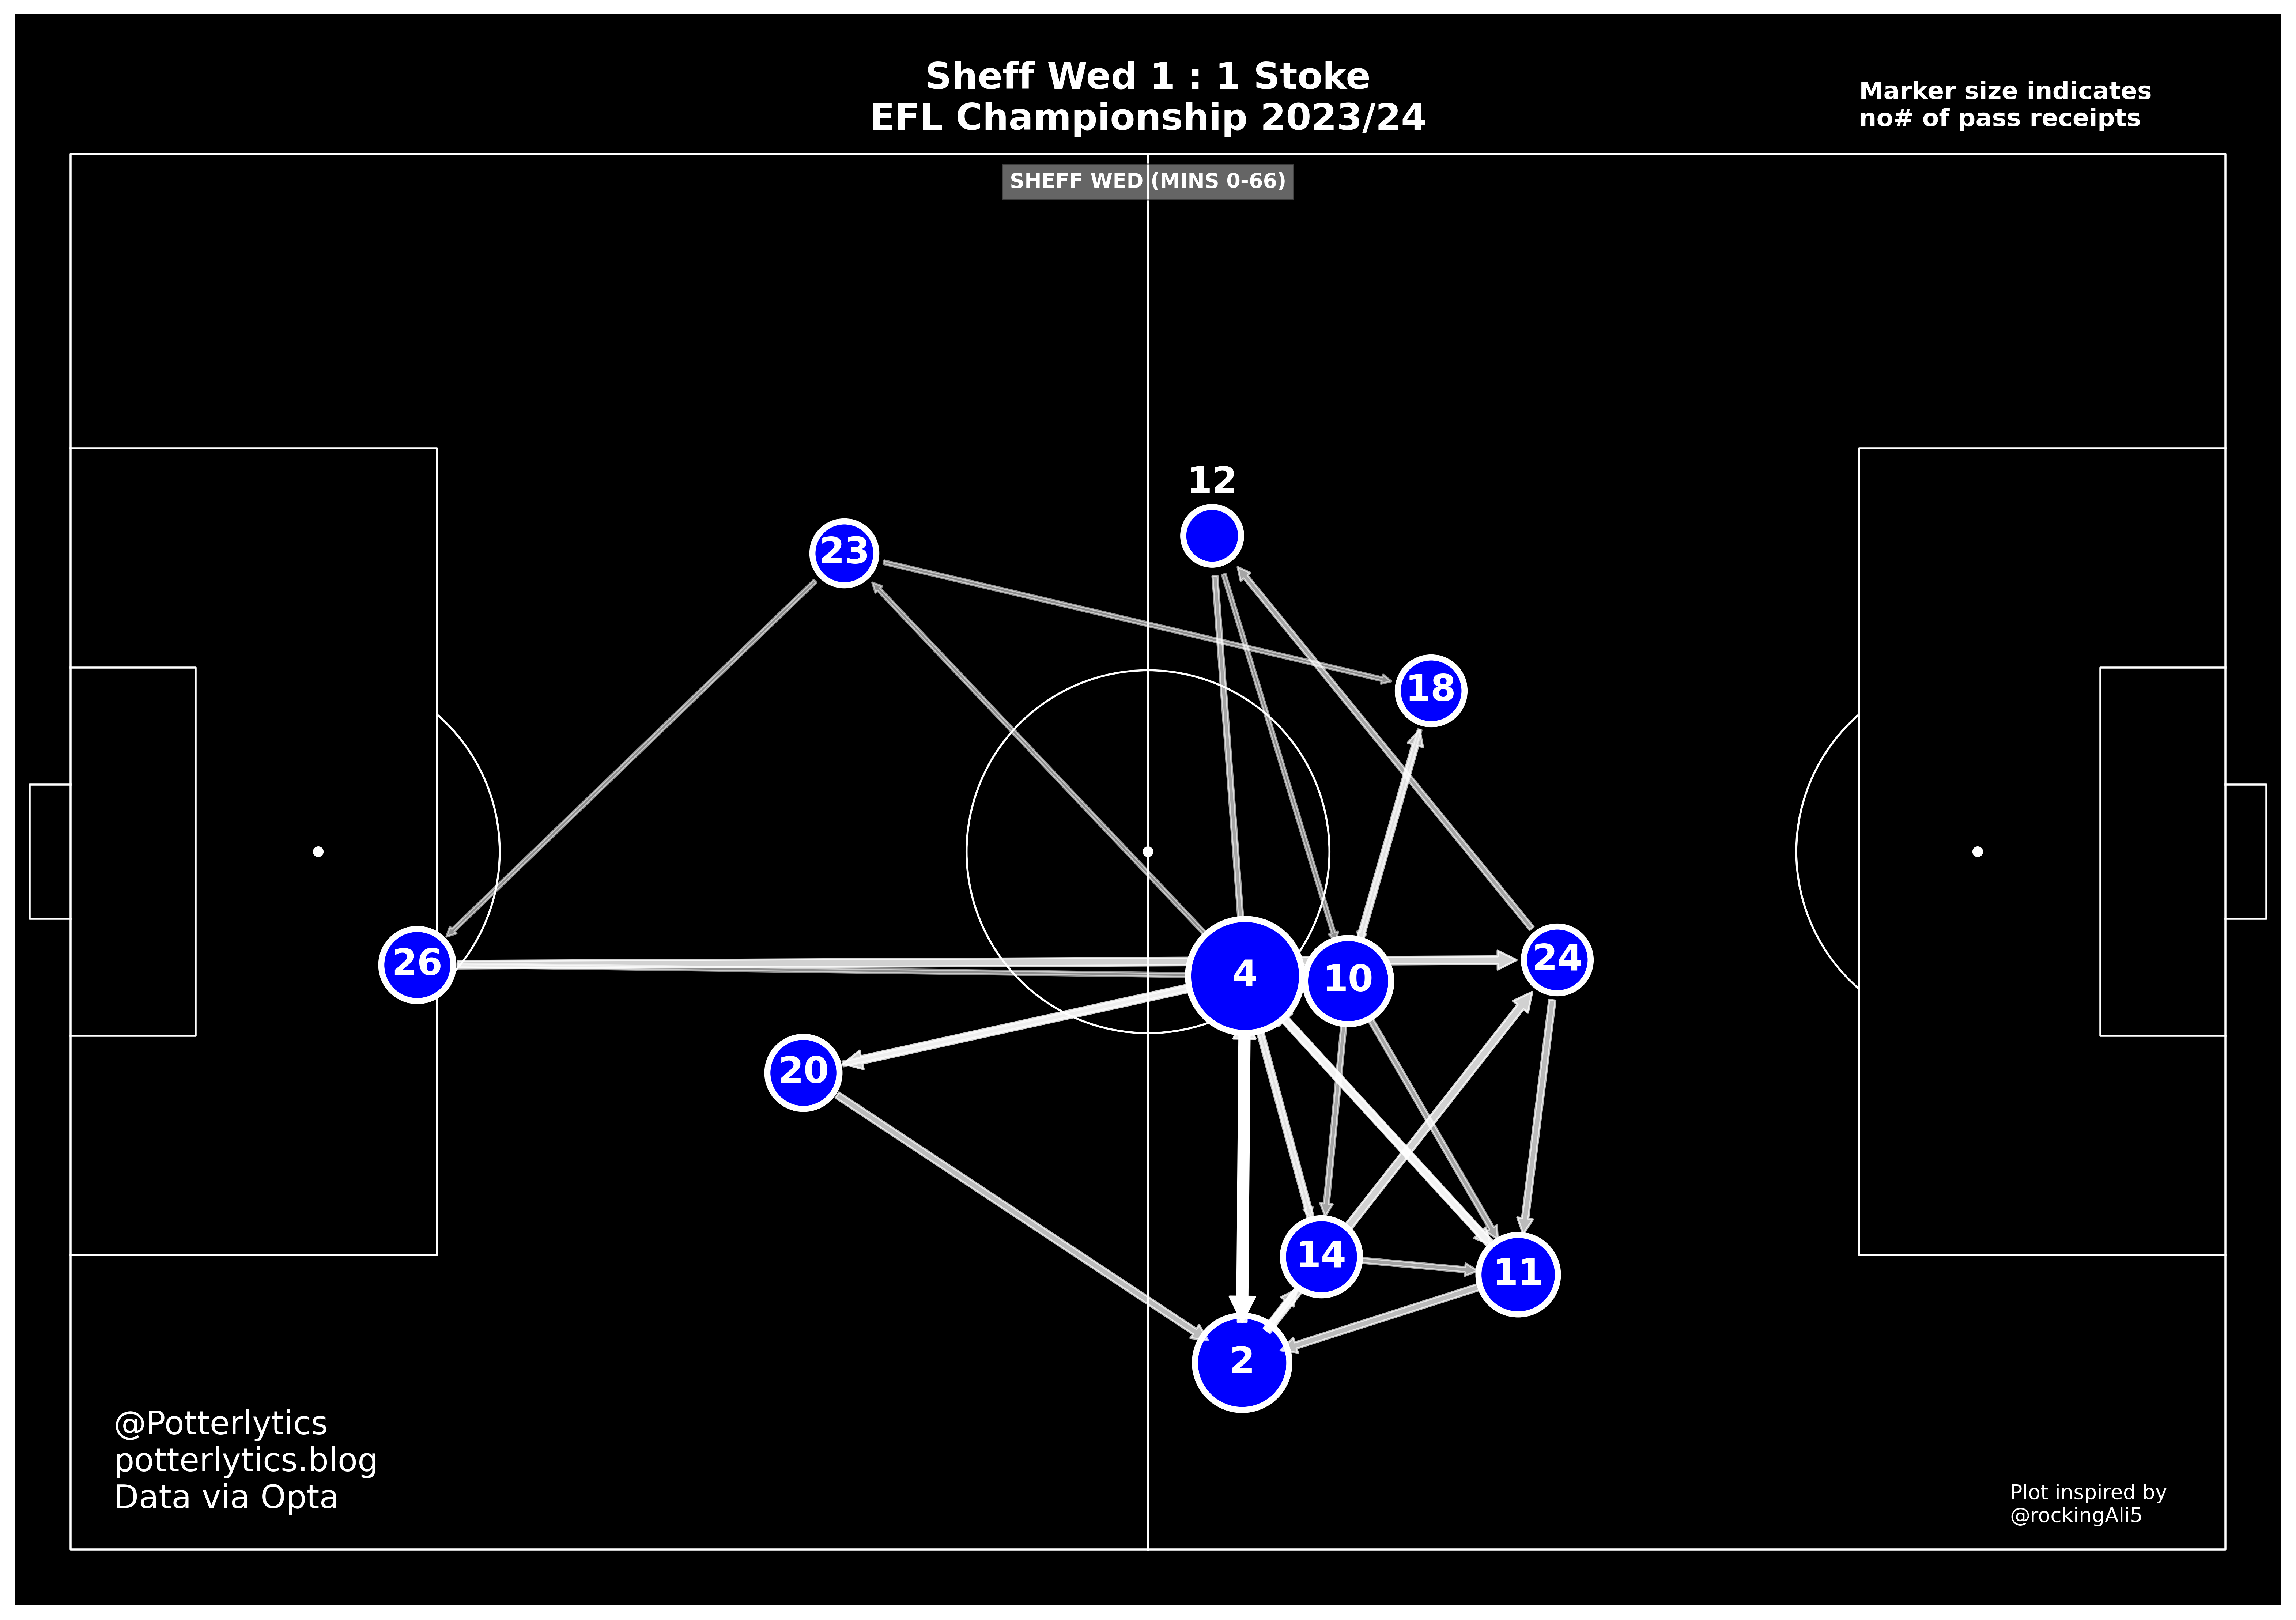 Sheff Wed 1 : 1 Stoke
EFL Championship 2023/24
Marker size indicates
no# of pass receipts
SHEFF WED (MINS 0-66)
12
23
18
26
4
10
24
20
14
11
2
@Potterlytics
potterlytics.blog
Data via Opta
Plot inspired by
@rockingAli5